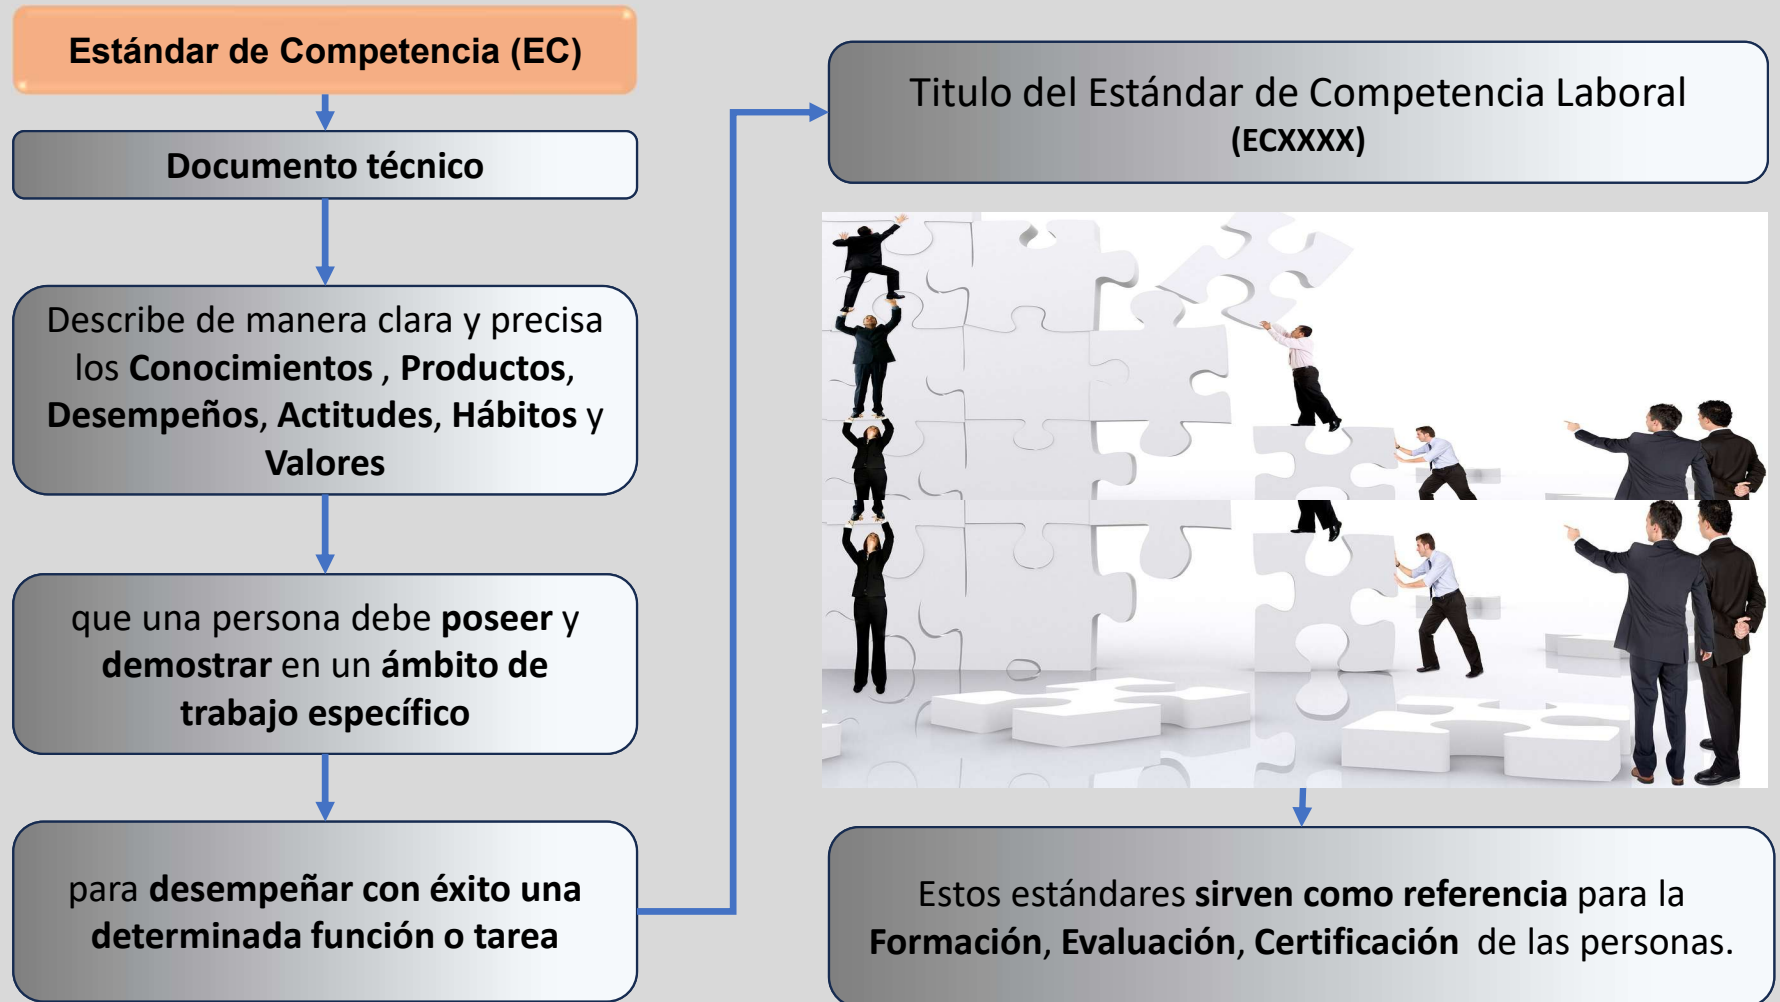 Estándar de Competencia (EC)
Documento técnico
Describe de manera clara y precisa
los Conocimientos , Productos,
Desempeños, Actitudes, Hábitos y
Valores
que una persona debe poseer y
demostrar en un ámbito de
trabajo específico
para desempeñar con éxito una
determinada función o tarea
Titulo del Estándar de Competencia Laboral
(ECXXXX)
Estos estándares sirven como referencia para la
Formación, Evaluación, Certificación de las personas.